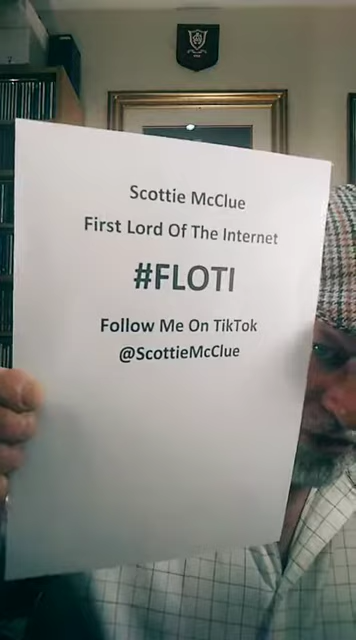 Scottie McClue
First Lord Of The Internet
#FLOTI
Follow Me On TikTok
@ScottieMcClue